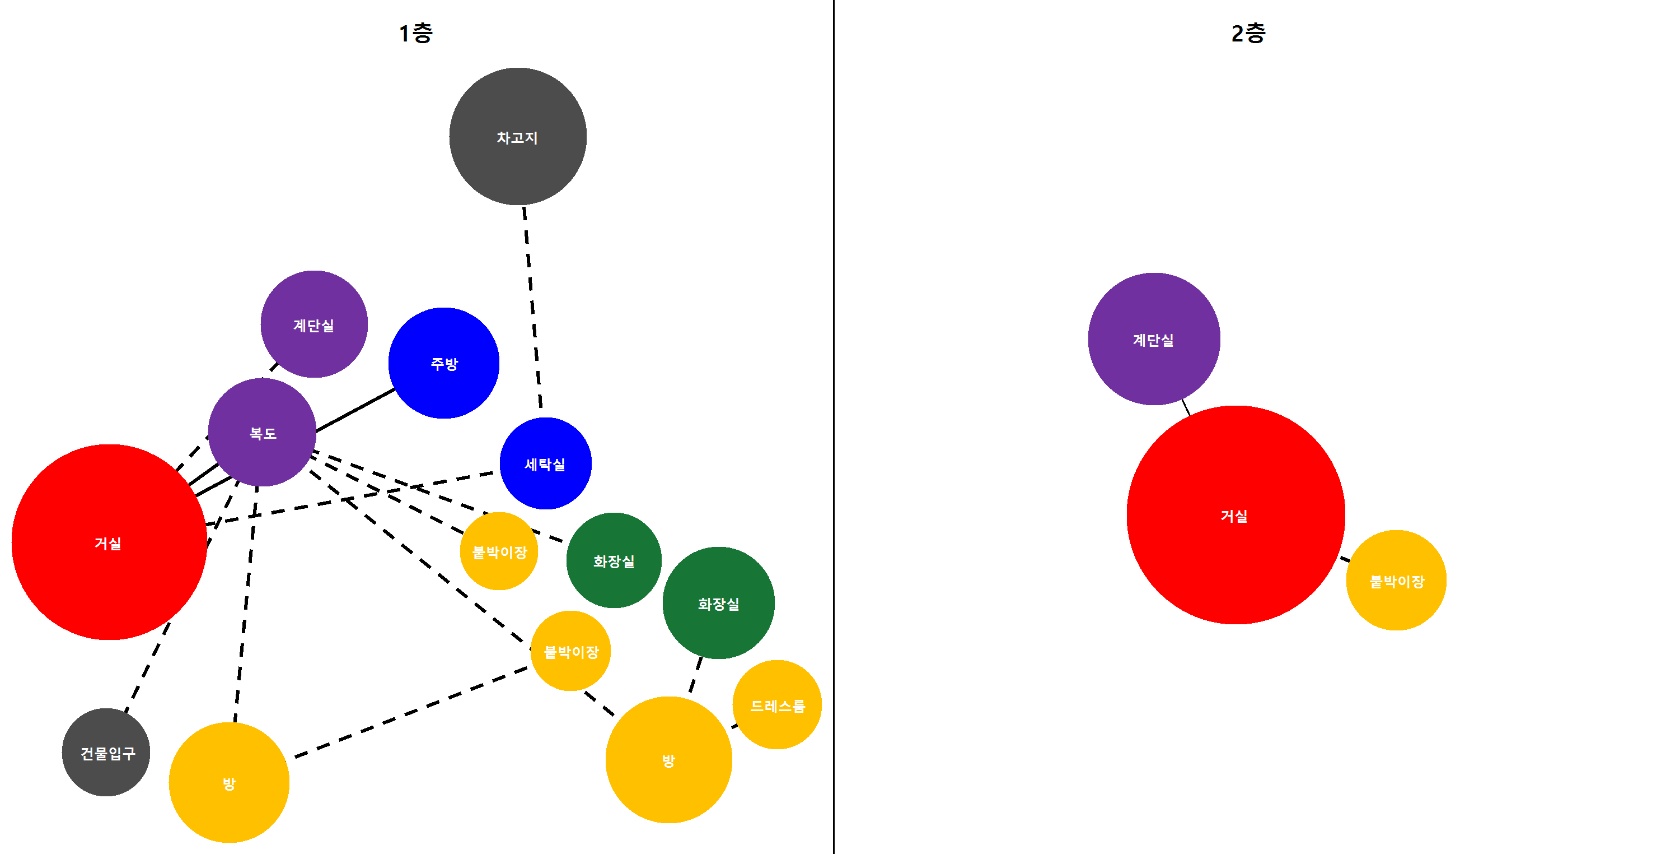 1층
차고지
계단실
주방
복도
세탁실
거실
붙박이장
화장실
화장실
붙박이장
드레스룸
건물입구
방
방
2층
계단실
거실
붙박이장